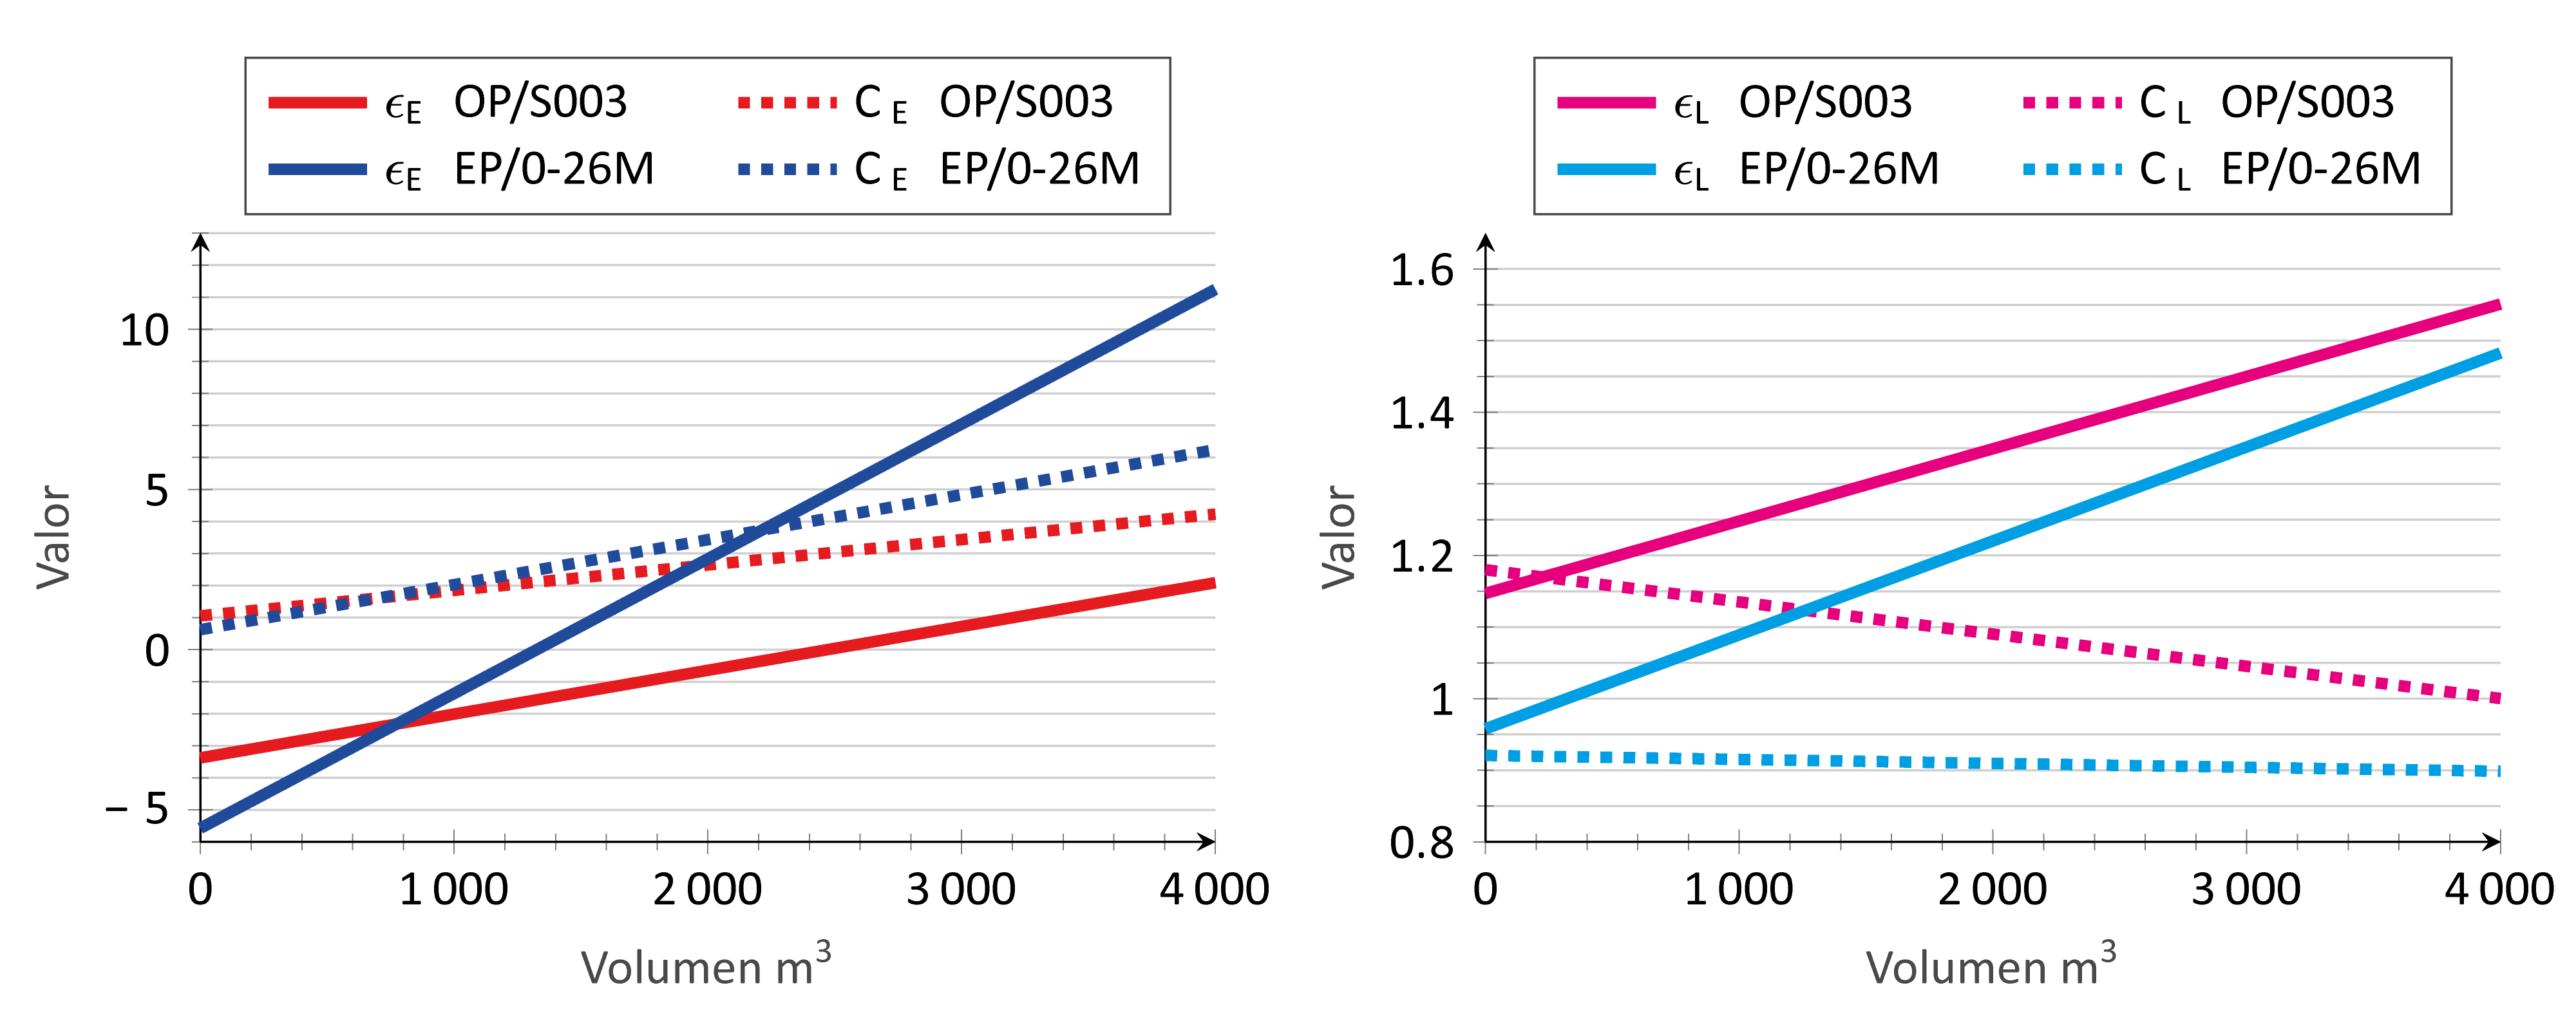 ϵE OP/S003 C E OP/S003
ϵE EP/0-26M C E EP/0-26M
10
5
0
– 5
0 1 000 2 000 3 000 4 000
Valor
Volumen m³
ϵL OP/S003 C L OP/S003
ϵL EP/0-26M C L EP/0-26M
1.6
1.4
1.2
1
0.8
0 1 000 2 000 3 000 4 000
Valor
Volumen m³